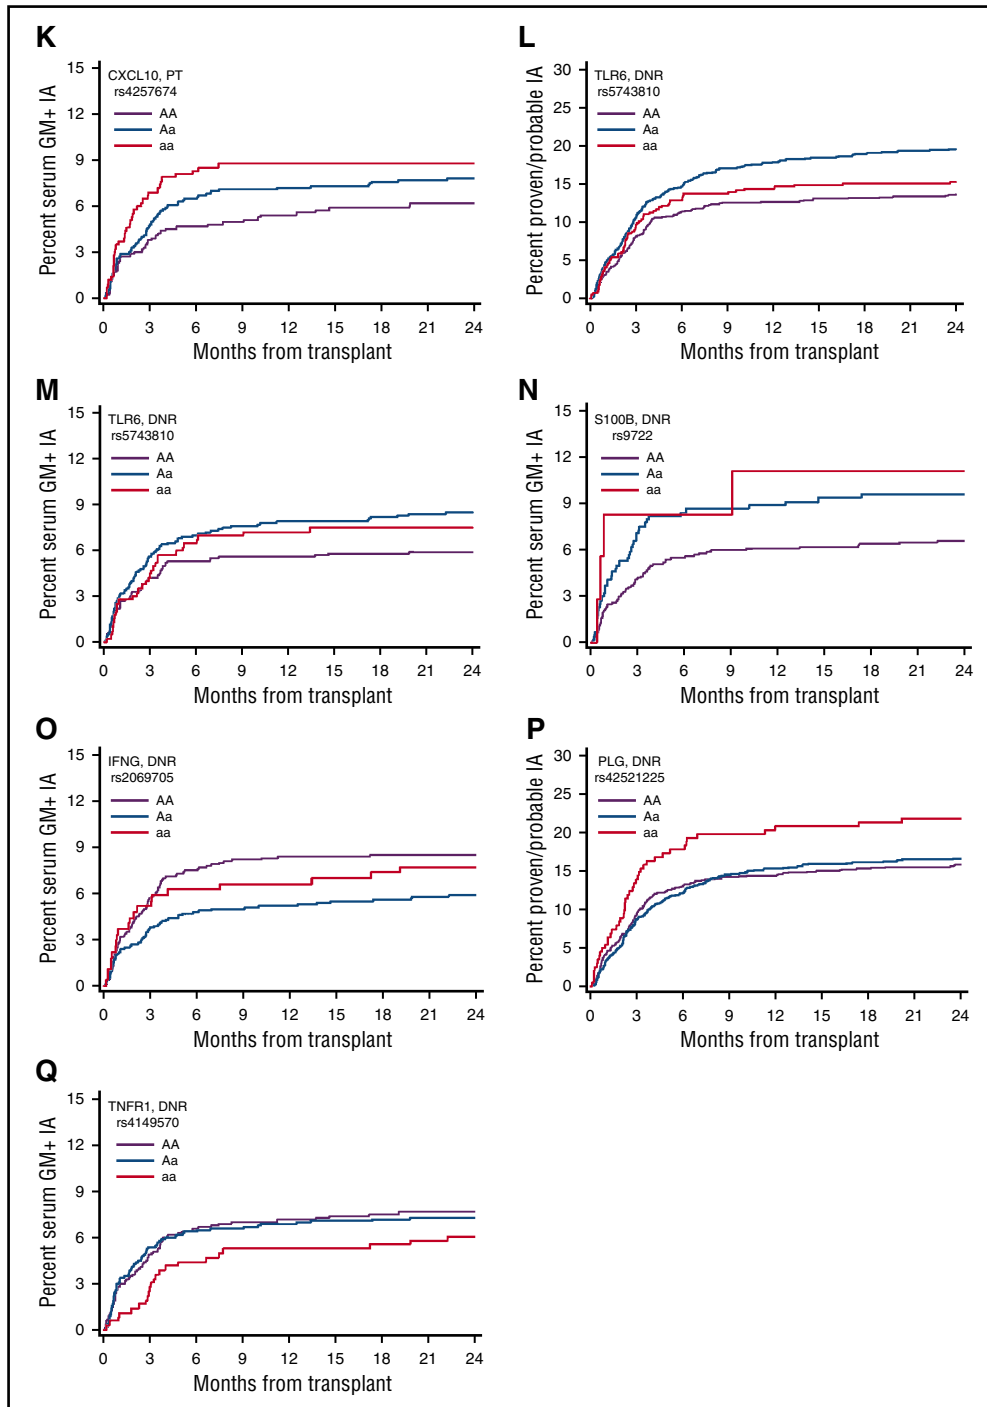 K
Percent serum GM+ IA
15
12
9
6
3
0
CXCL10, PT
rs4257674
AA
Aa
aa
0 3 6 9 12 15 18 21 24
Months from transplant
L
Percent proven/probable IA
30
25
20
15
10
5
0
TLR6, DNR
rs5743810
AA
Aa
aa
0 3 6 9 12 15 18 21 24
Months from transplant
M
Percent serum GM+ IA
15
12
9
6
3
0
TLR6, DNR
rs5743810
AA
Aa
aa
0 3 6 9 12 15 18 21 24
Months from transplant
N
Percent serum GM+ IA
15
12
9
6
3
0
S100B, DNR
rs9722
AA
Aa
aa
0 3 6 9 12 15 18 21 24
Months from transplant
O
Percent serum GM+ IA
15
12
9
6
3
0
IFNG, DNR
rs2069705
AA
Aa
aa
0 3 6 9 12 15 18 21 24
Months from transplant
P
Percent proven/probable IA
30
25
20
15
10
5
0
PLG, DNR
rs42521225
AA
Aa
aa
0 3 6 9 12 15 18 21 24
Months from transplant
Q
Percent serum GM+ IA
15
12
9
6
3
0
TNFR1, DNR
rs4149570
AA
Aa
aa
0 3 6 9 12 15 18 21 24
Months from transplant